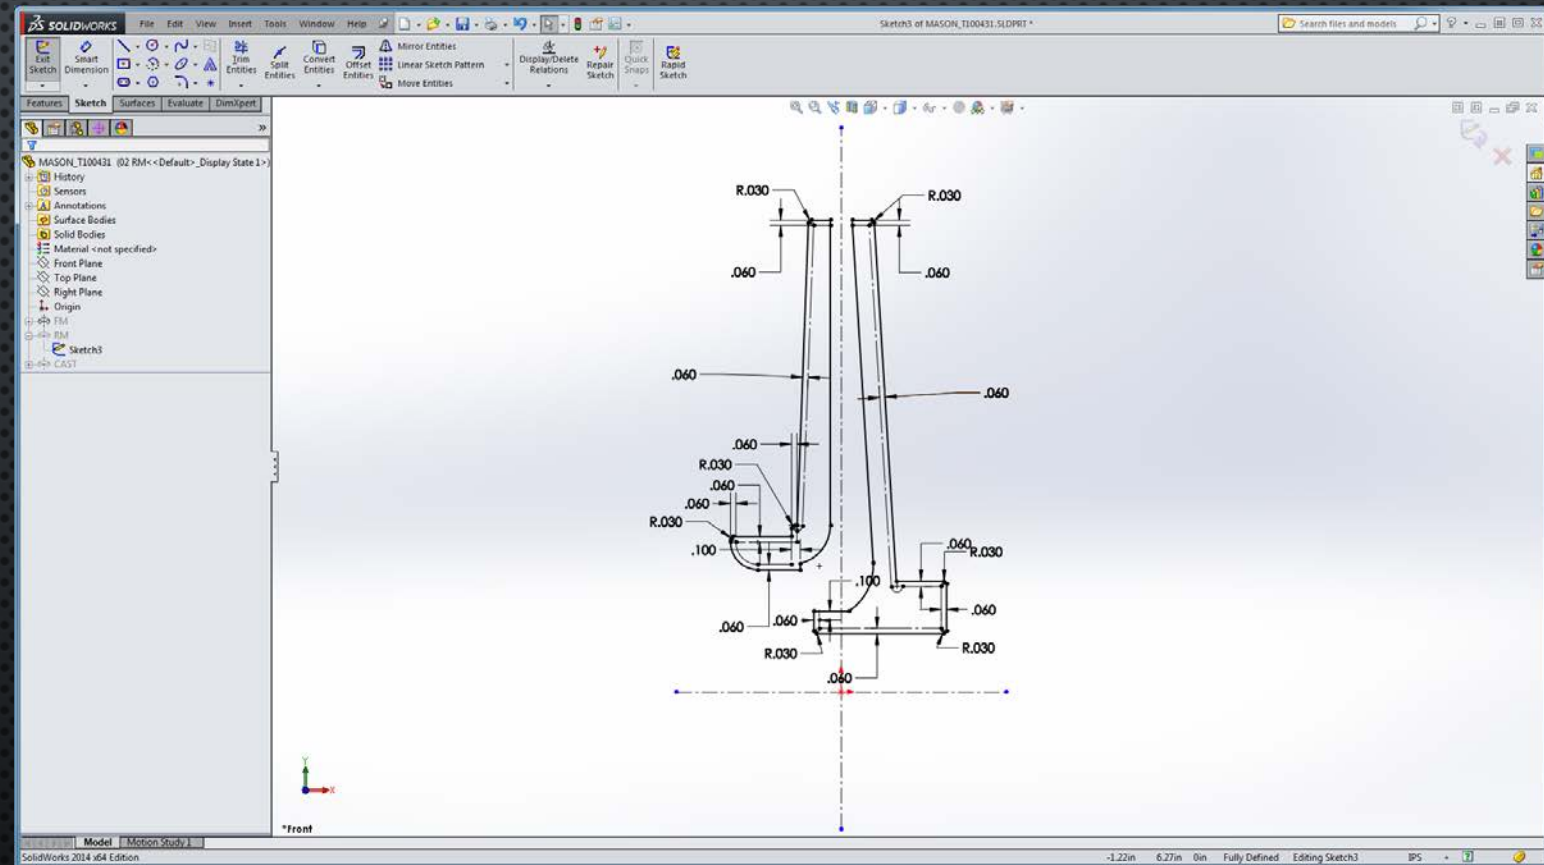 SOLIDWORKS File Edit View Insert Tools Window Help Sketch3 of MASON_T100431.SLDPRT * Search files and models
Exit Sketch
Smart Dimension
Trim Entities
Split Entities
Convert Entities
Offset Entities
Mirror Entities
Linear Sketch Pattern
Move Entities
Display/Delete Relations
Repair Sketch
Quick Snaps
Rapid Sketch
Features Sketch Surfaces Evaluate DimXpert
MASON_T100431 (02 RM<<Default>_Display State 1>)
History
Sensors
Annotations
Surface Bodies
Solid Bodies
Material <not specified>
Front Plane
Top Plane
Right Plane
Origin
FM
RM
Sketch3
CAST
R.030 R.030
.060 .060
.060 .060
.060
R.030
.060
.060
R.030
.100
.060
R.030
.100
.060
.060
.060
R.030
R.030
.060
Y
X
*Front
Model Motion Study 1
SolidWorks 2014 x64 Edition -1.22in 6.27in 0in Fully Defined Editing Sketch3 IPS